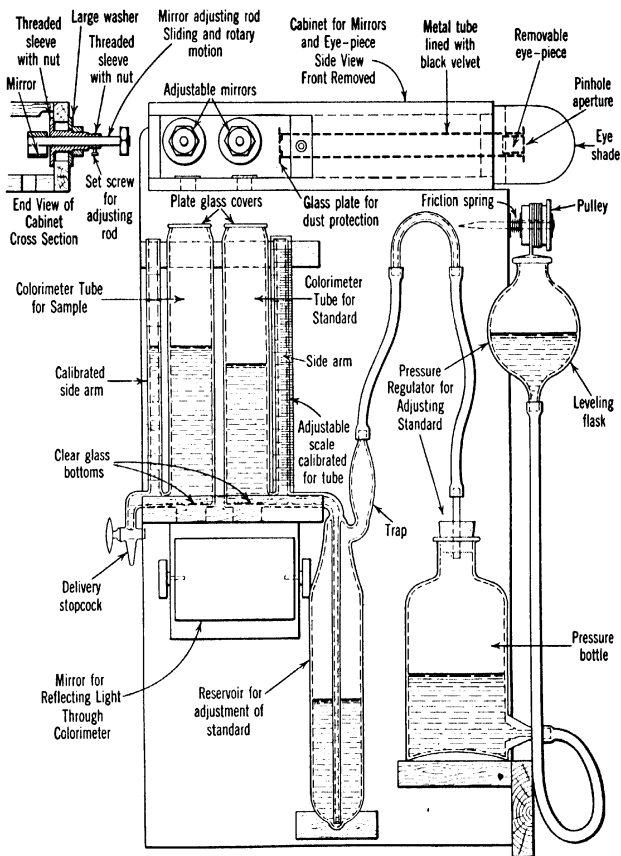 Threaded
sleeve
with nut
Large washer
Mirror
Threaded
sleeve
with nut
Mirror adjusting rod
Sliding and rotary
motion
Cabinet for Mirrors
and Eye-piece
Side View
Front Removed
Metal tube
lined with
black velvet
Removable
eye-piece
Pinhole
aperture
Eye
shade
Adjustable mirrors
End View of
Cabinet
Cross Section
Set screw
for
adjusting
rod
Plate glass covers
Glass plate for
dust protection
Friction spring
Pulley
Colorimeter Tube
for Sample
Colorimeter
Tube for
Standard
Side arm
Calibrated
side arm
Pressure
Regulator for
Adjusting
Standard
Leveling
flask
Adjustable
scale
calibrated
for tube
Clear glass
bottoms
Trap
Delivery
stopcock
Mirror for
Reflecting Light
Through
Colorimeter
Reservoir for
adjustment of
standard
Pressure
bottle